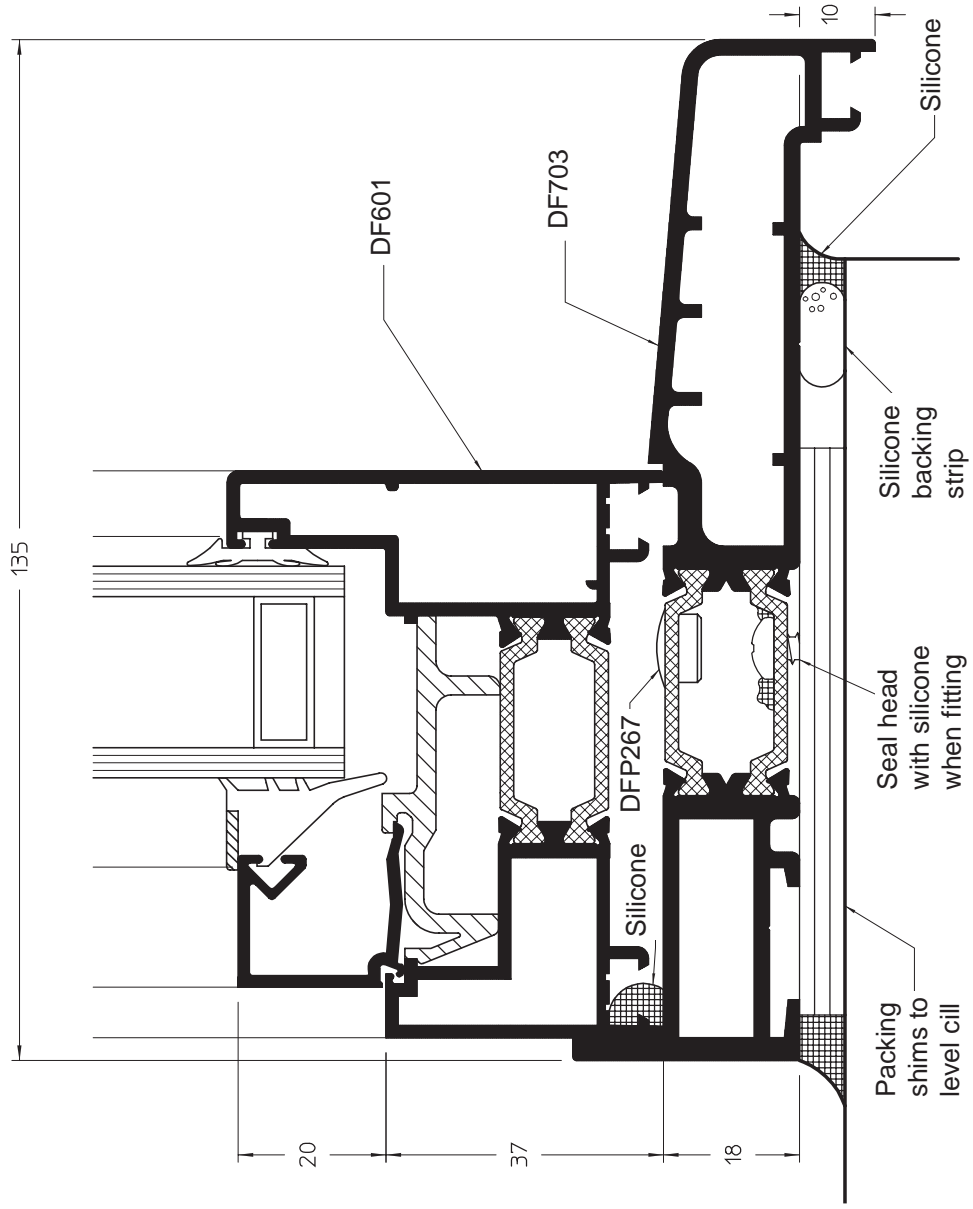 135
10
DF601
DF703
Silicone
Silicone
backing
strip
DFP267
Seal head
with silicone
when fitting
Silicone
Packing
shims to
level cill
20
37
18